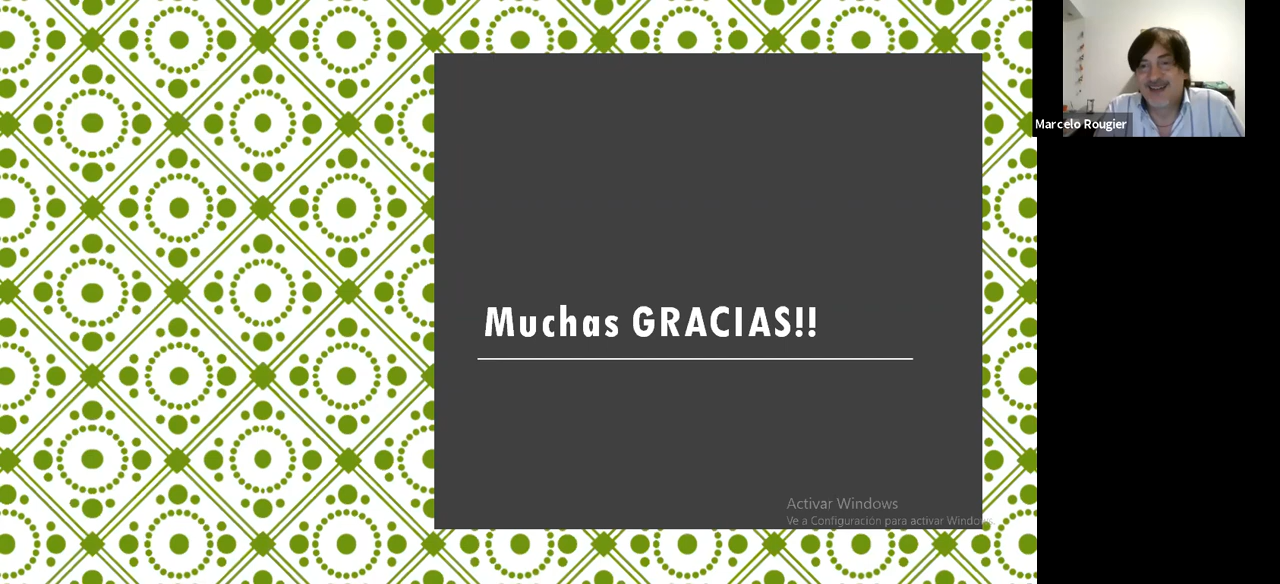 Marcelo Rougier
Muchas GRACIAS!!
Activar Windows
Ve a Configuración para activar Windows.